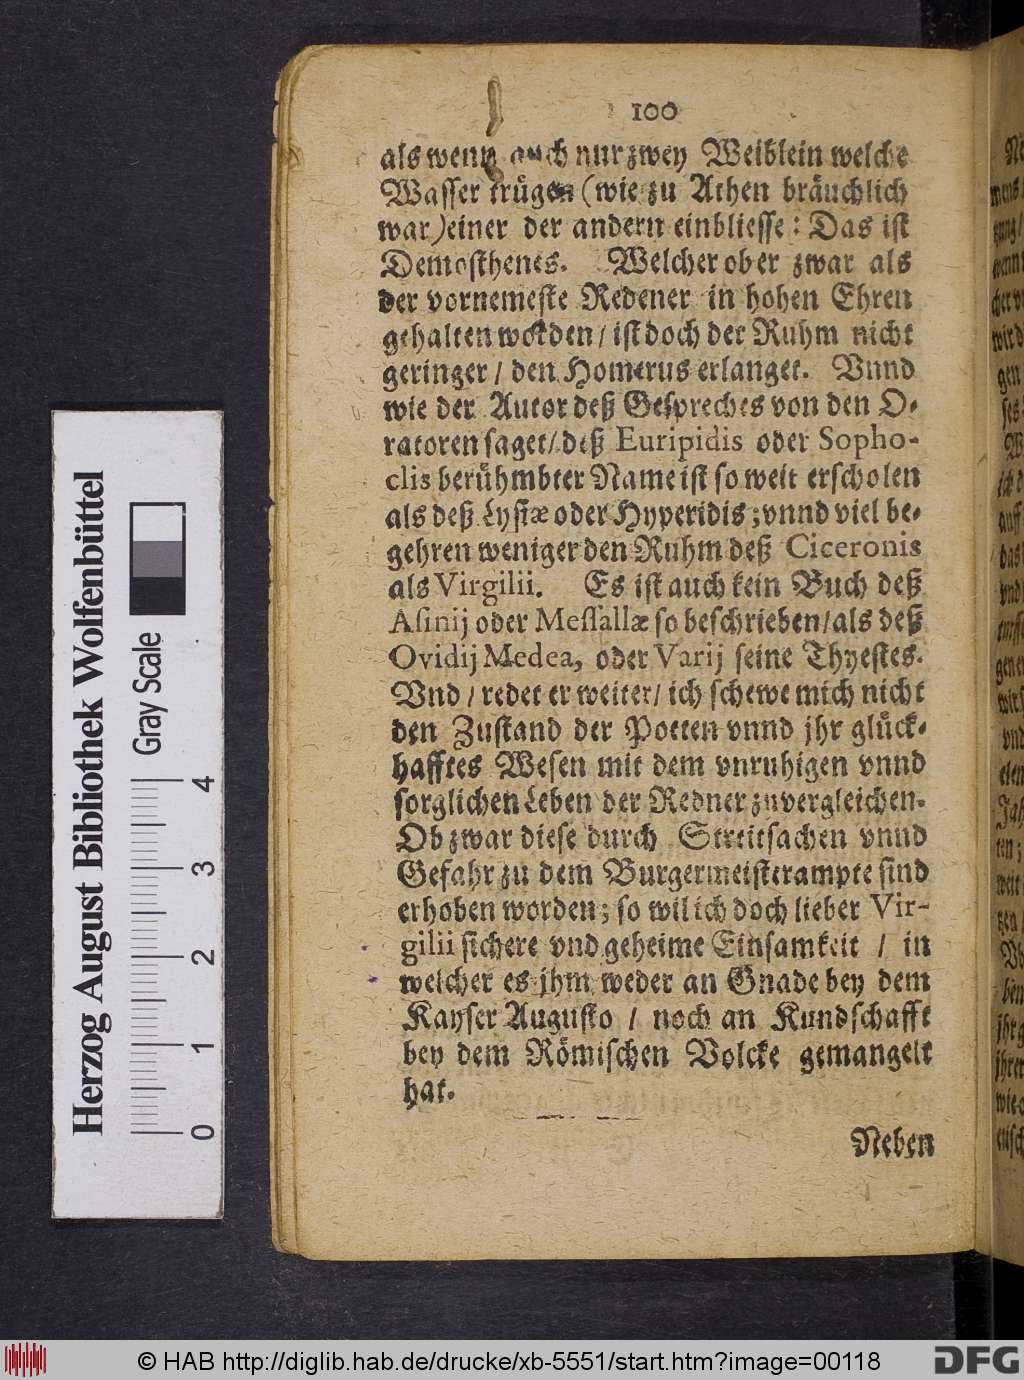 100
als wenn auch nur zwey Weiblein welche
Wasser trügen (wie zu Athen bräuchlich
war) einer der andern einbliesse: Das ist
Demosthenes. Welcher ober zwar als
der vornemeste Redener in hohen Ehren
gehalten worden / ist doch der Ruhm nicht
geringer / den Homerus erlanget. Vnnd
wie der Autor deß Gespreches von den O-
ratoren saget / deß Euripidis oder Sopho-
clis berühmbter Name ist so weit erscholen
als deß Lysiæ oder Hyperidis; vnnd viel be-
gehren weniger den Ruhm deß Ciceronis
als Virgilii. Es ist auch kein Buch deß
Asinij oder Messallæ so beschrieben / als deß
Ovidij Medea, oder Varij seine Thyestes.
Vnd / redet er weiter / ich schewe mich nicht
den Zustand der Poeten vnnd jhr glück-
hafftes Wesen mit dem vnruhigen vnnd
sorglichen Leben der Redner zuvergleichen.
Ob zwar diese durch Streitsachen vnnd
Gefahr zu dem Burgermeisterampte sind
erhoben worden; so wil ich doch lieber Vir-
gilii sichere vnd geheime Einsamkeit / in
welcher es jhm weder an Gnade bey dem
Kayser Augusto / noch an Kundschafft
bey dem Römischen Volcke gemangelt
hat.
Neben
Herzog August Bibliothek Wolfenbüttel
Gray Scale
0 1 2 3 4
© HAB http://diglib.hab.de/drucke/xb-5551/start.htm?image=00118
DFG